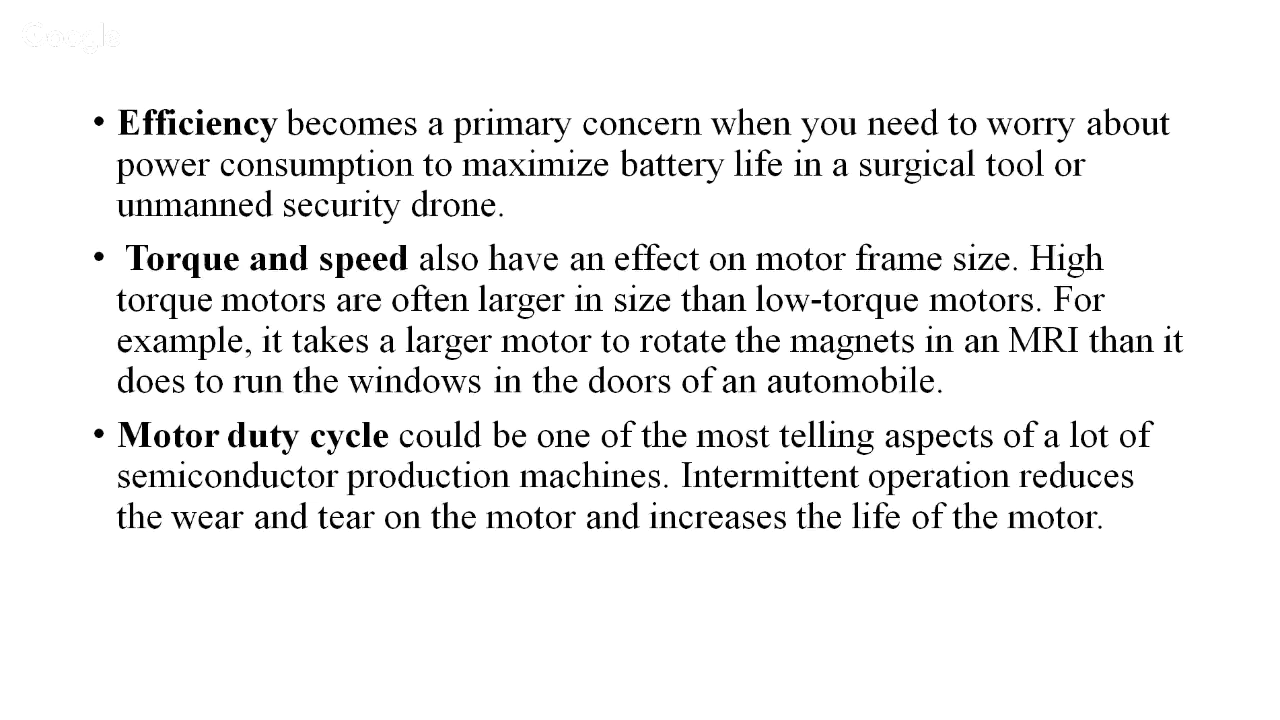 Google
• Efficiency becomes a primary concern when you need to worry about
power consumption to maximize battery life in a surgical tool or
unmanned security drone.
• Torque and speed also have an effect on motor frame size. High
torque motors are often larger in size than low-torque motors. For
example, it takes a larger motor to rotate the magnets in an MRI than it
does to run the windows in the doors of an automobile.
• Motor duty cycle could be one of the most telling aspects of a lot of
semiconductor production machines. Intermittent operation reduces
the wear and tear on the motor and increases the life of the motor.